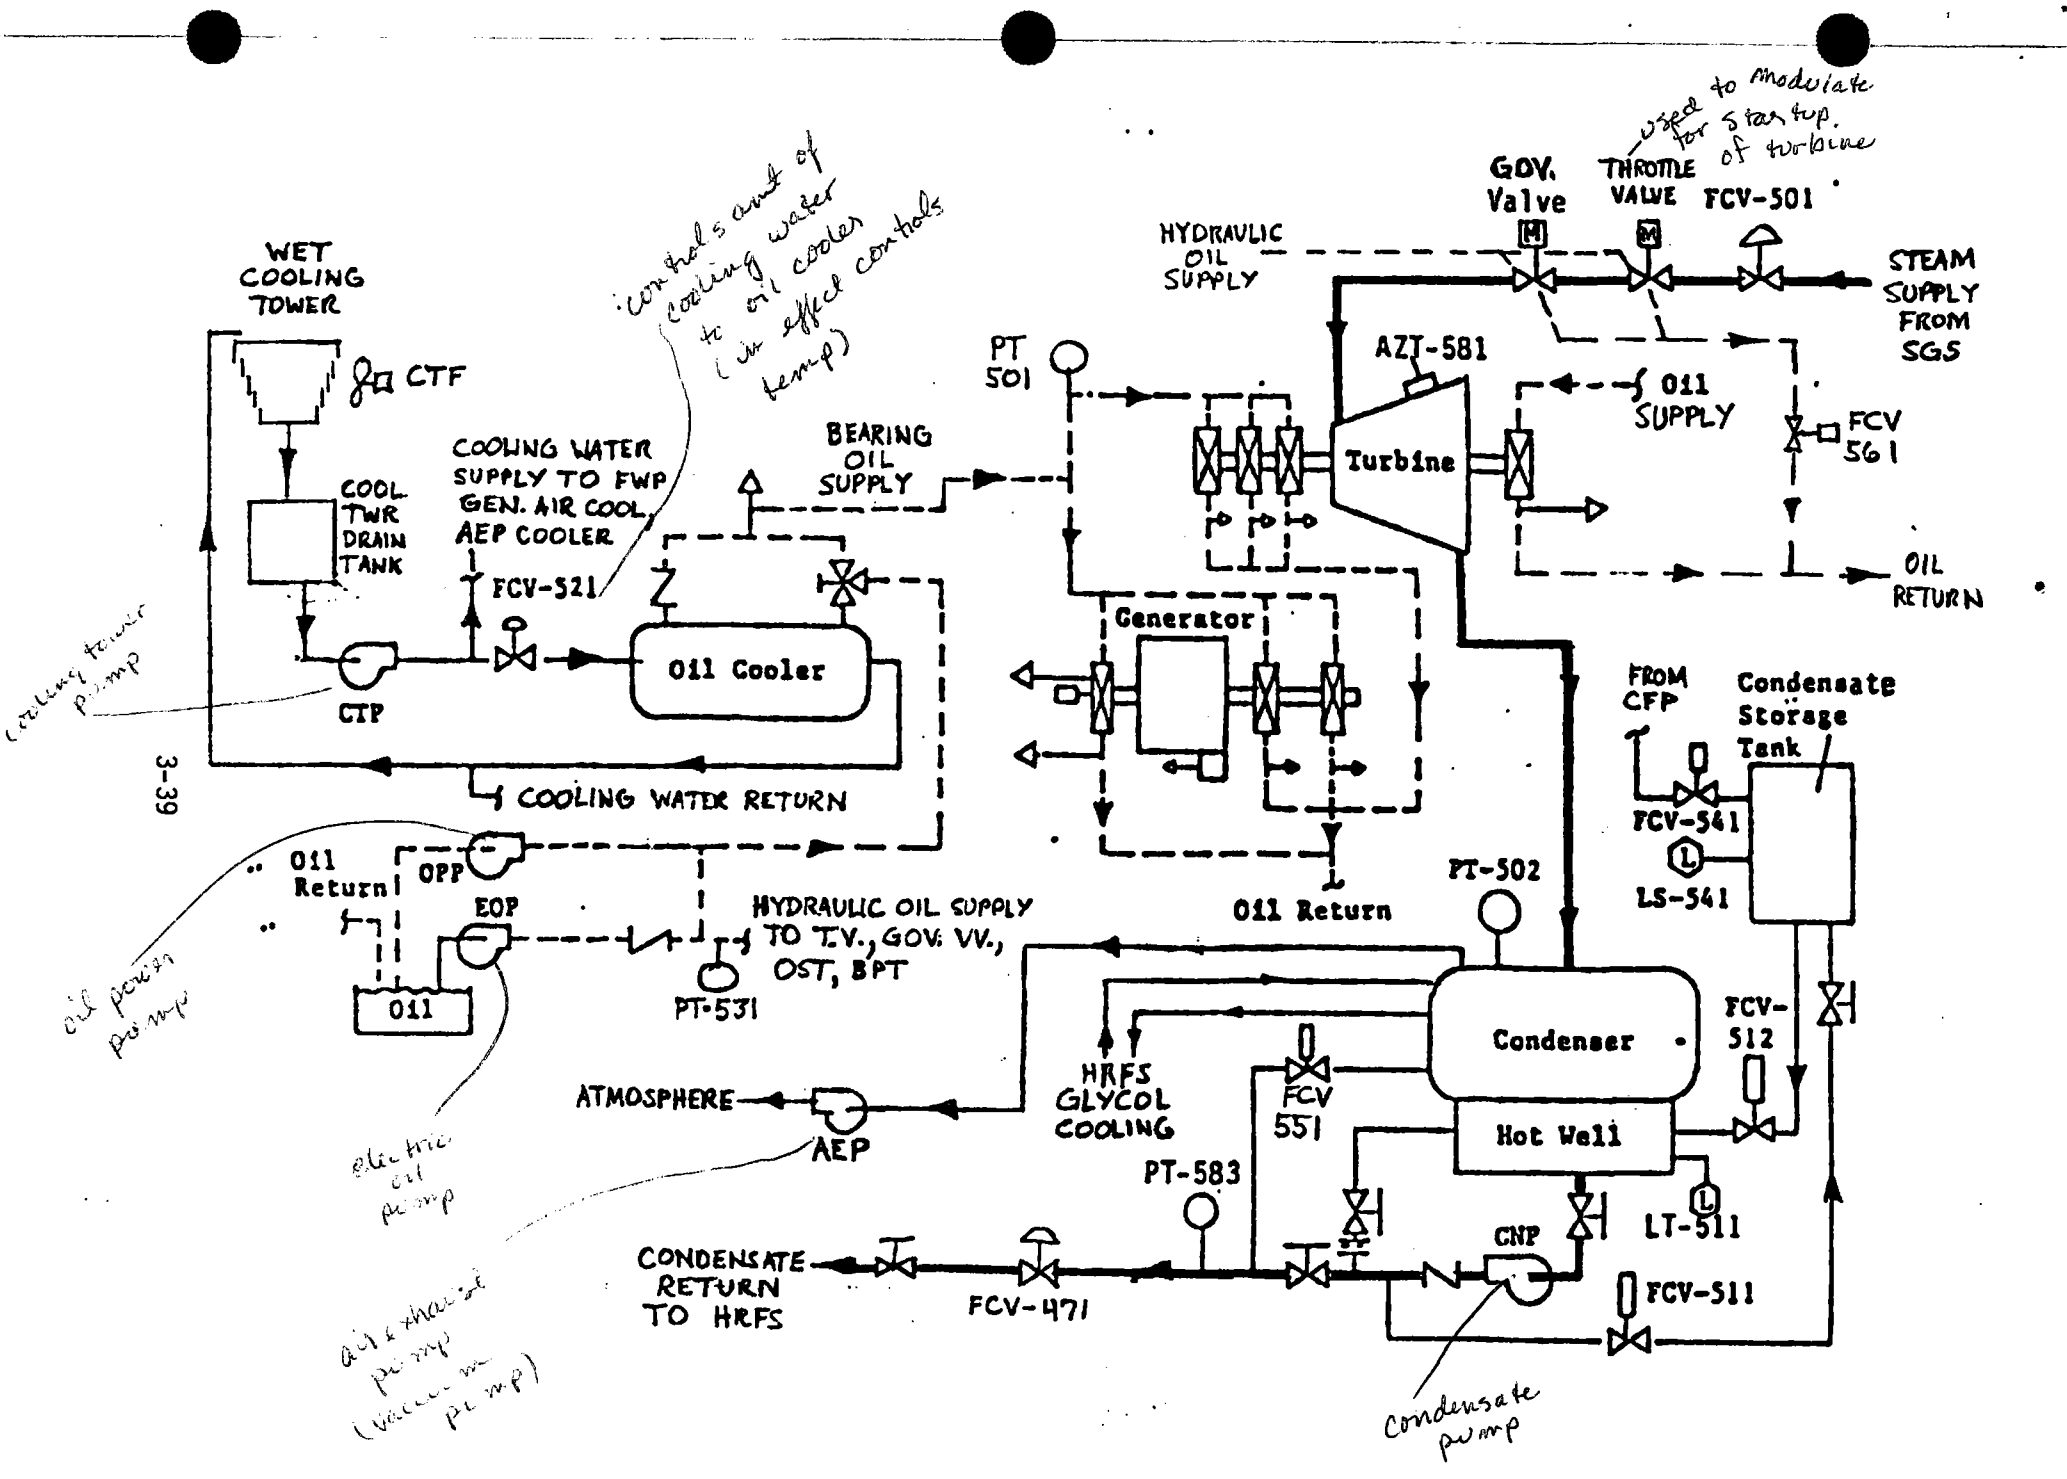 used to modulate
for startup.
of turbine
GOV.
Valve
THROTTLE
VALVE
FCV-501
M
M
HYDRAULIC
OIL
SUPPLY
STEAM
SUPPLY
FROM
SGS
controls amt of
cooling water
to oil cooler
(in effect controls
temp)
WET
COOLING
TOWER
CTF
PT
501
AZT-581
Oil
SUPPLY
FCV
561
Turbine
COOLING WATER
SUPPLY TO FWP
GEN. AIR COOL,
AEP COOLER
BEARING
OIL
SUPPLY
COOL
TWR
DRAIN
TANK
FCV-521
OIL
RETURN
Generator
cooling tower
pump
CTP
Oil Cooler
FROM
CFP
Condensate
Storage
Tank
3-39
COOLING WATER RETURN
FCV-541
L
LS-541
Oil
Return
OPP
EOP
Oil
HYDRAULIC OIL SUPPLY
TO T.V., GOV. VV.,
OST, BPT
PT-531
Oil Return
PT-502
oil power
pump
Condenser
FCV-
512
HRFS
GLYCOL
COOLING
FCV
551
ATMOSPHERE
AEP
Hot Well
L
LT-511
electric
oil
pump
PT-583
CNP
CONDENSATE
RETURN
TO HRFS
FCV-471
FCV-511
air exhaust
pump
(vacuum
pump)
condensate
pump